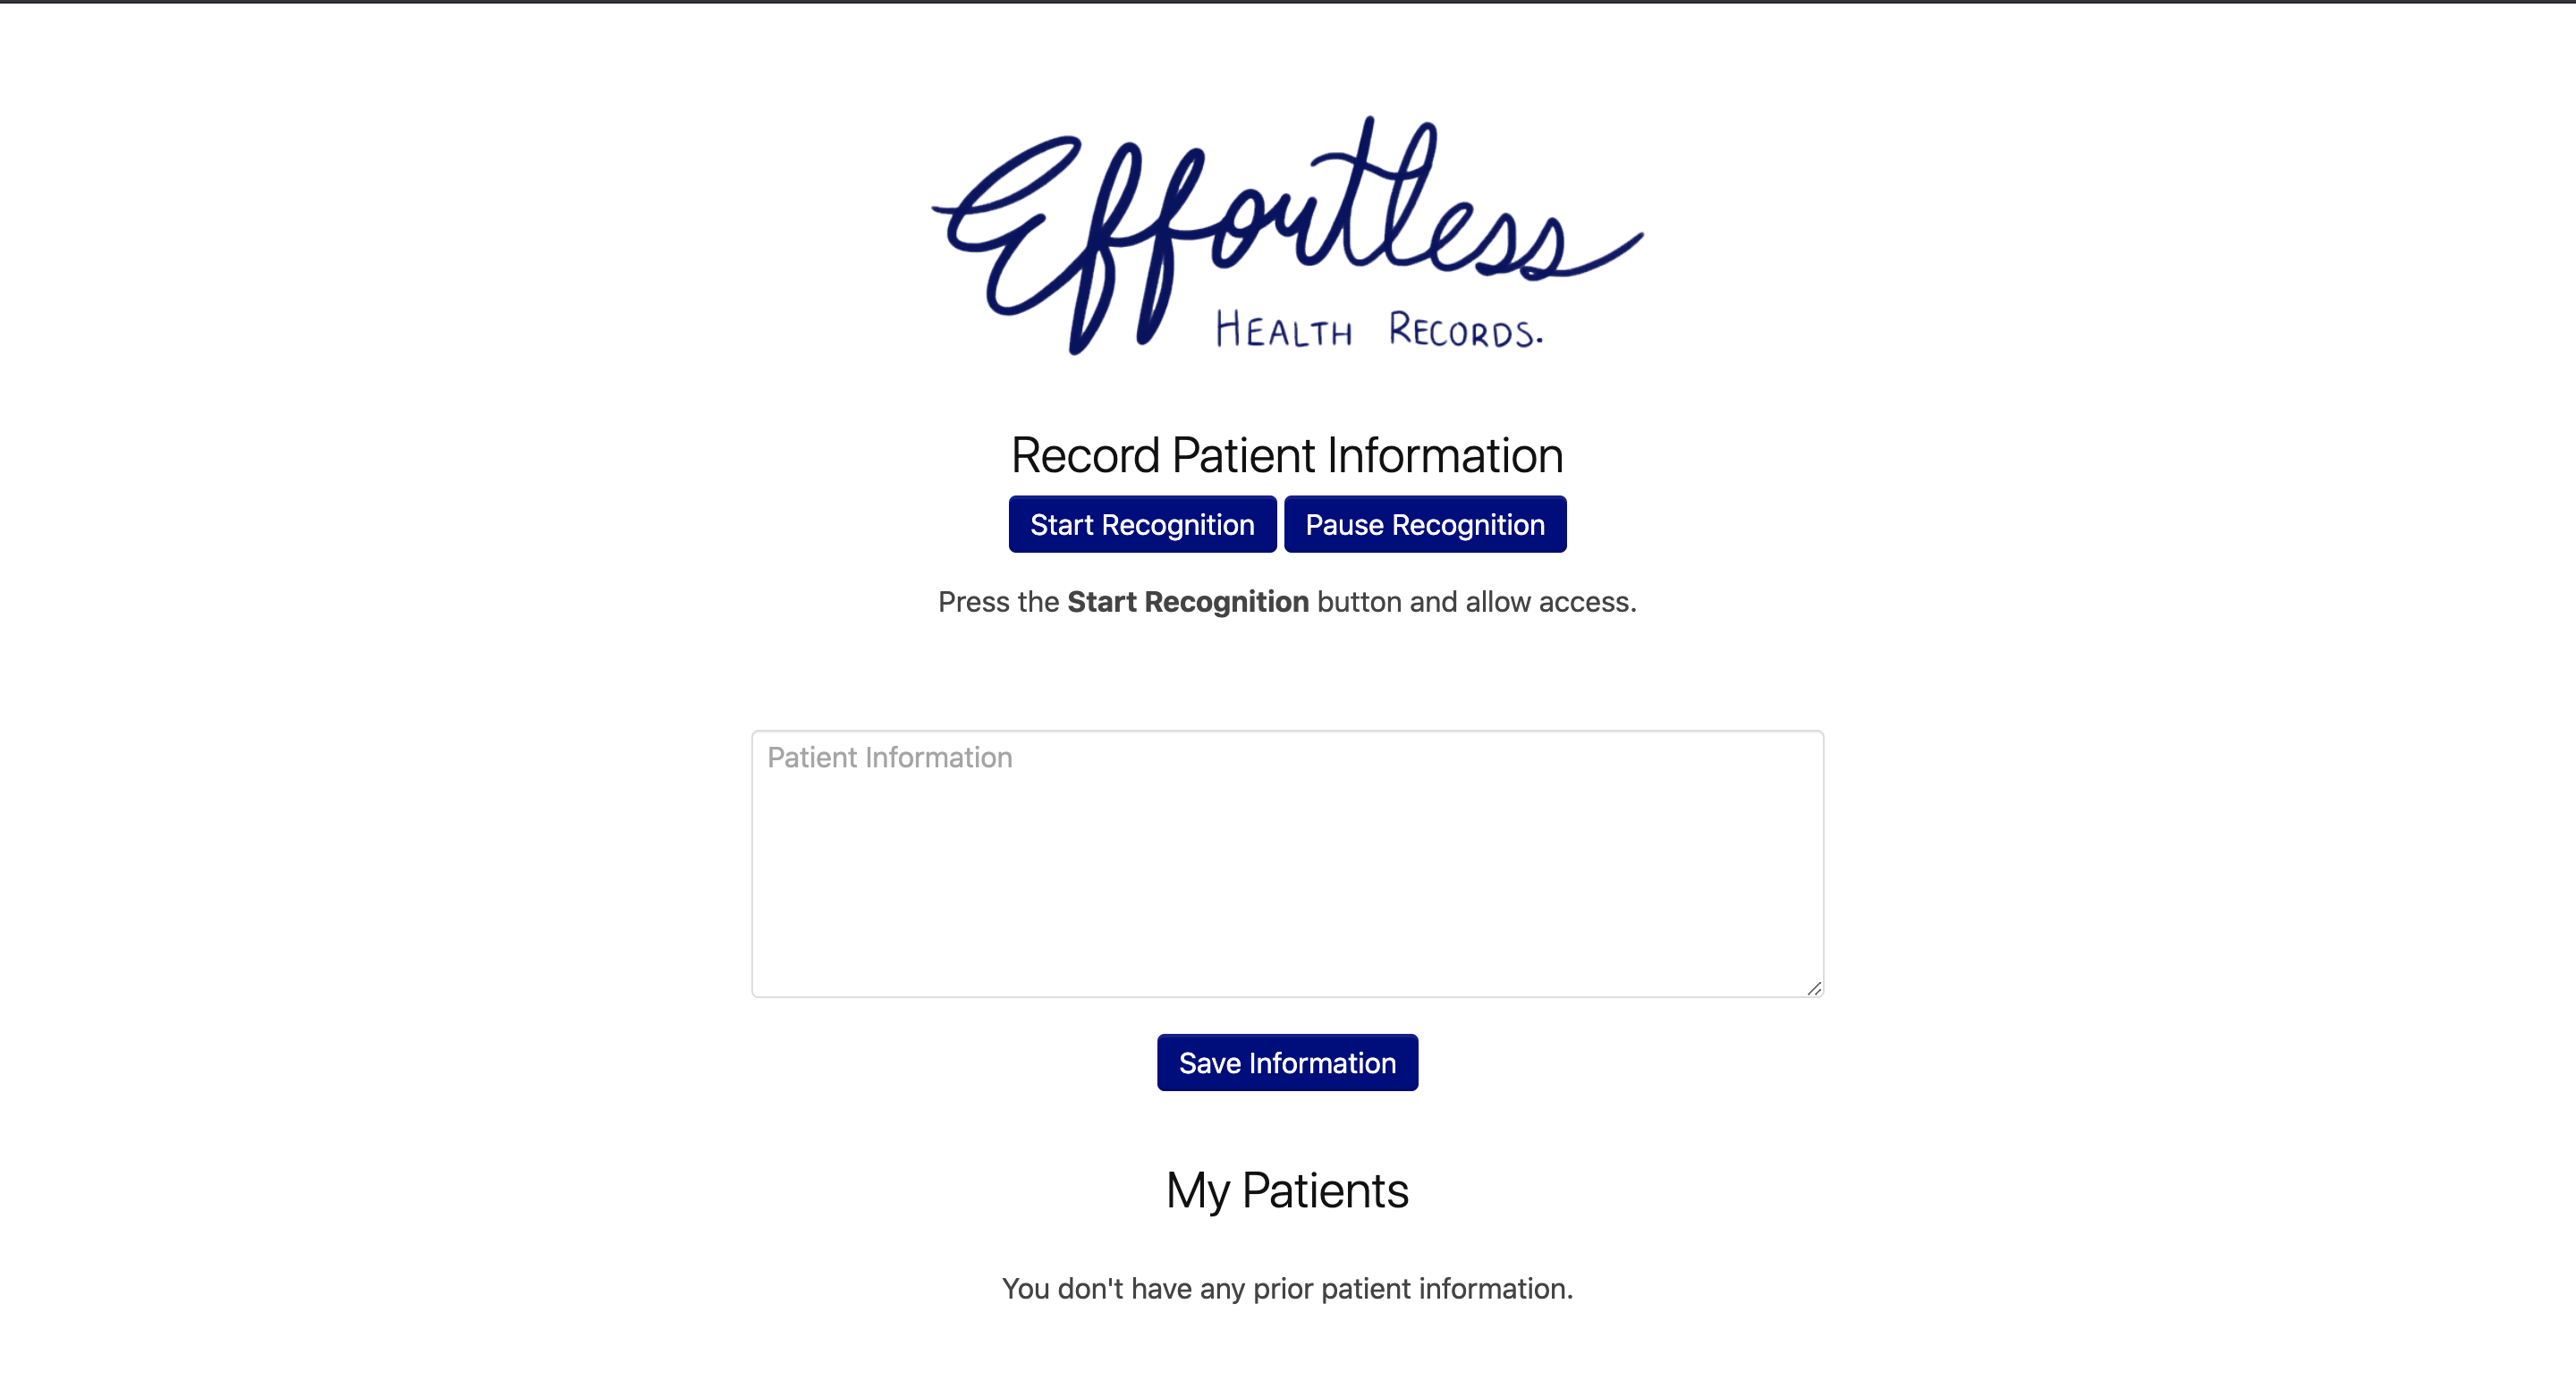 Effortless
HEALTH RECORDS.
Record Patient Information
Start Recognition Pause Recognition
Press the Start Recognition button and allow access.
Patient Information
Save Information
My Patients
You don't have any prior patient information.